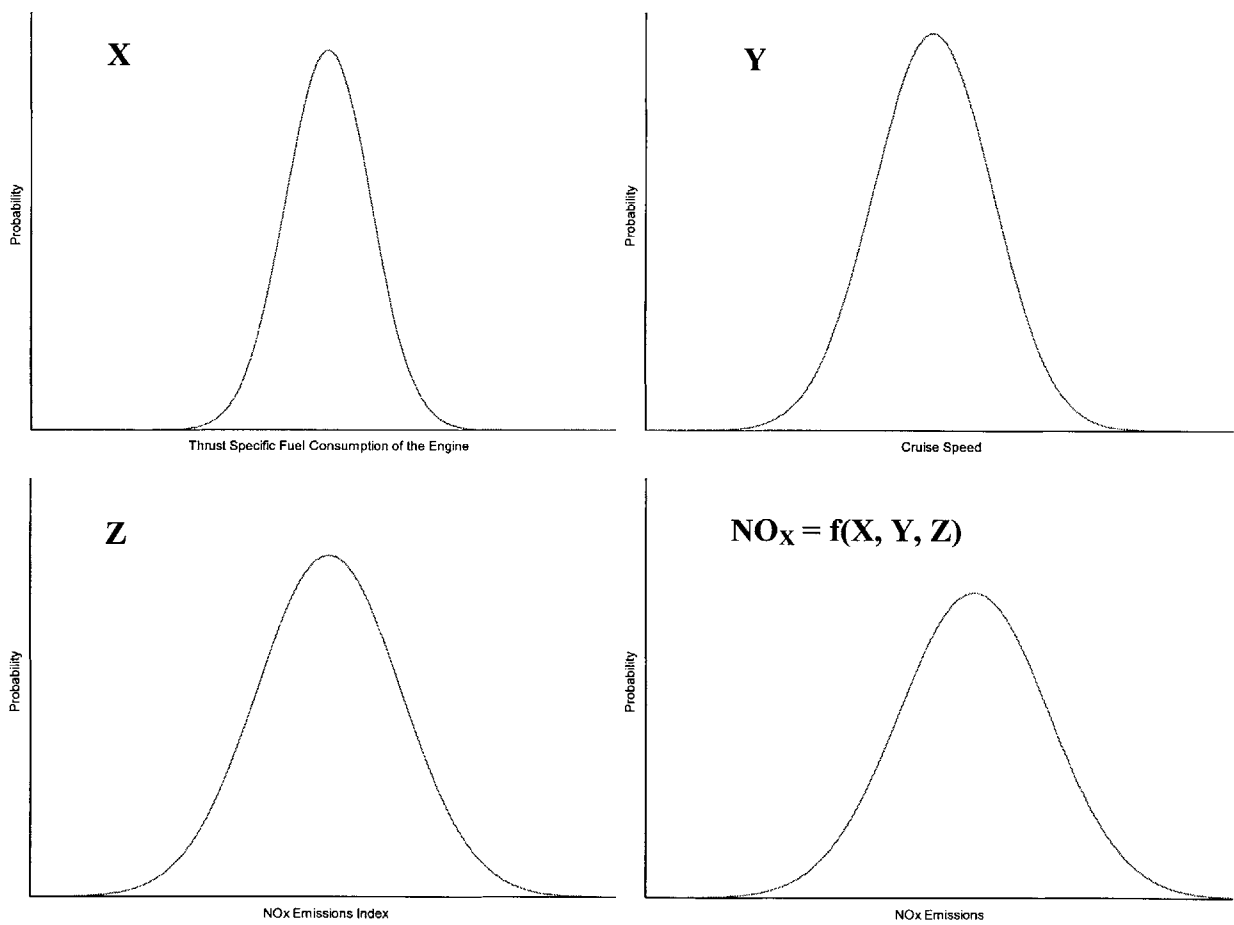 X
Probability
Thrust Specific Fuel Consumption of the Engine
Y
Probability
Cruise Speed
Z
Probability
NOx Emissions Index
NOX = f(X, Y, Z)
Probability
NOx Emissions